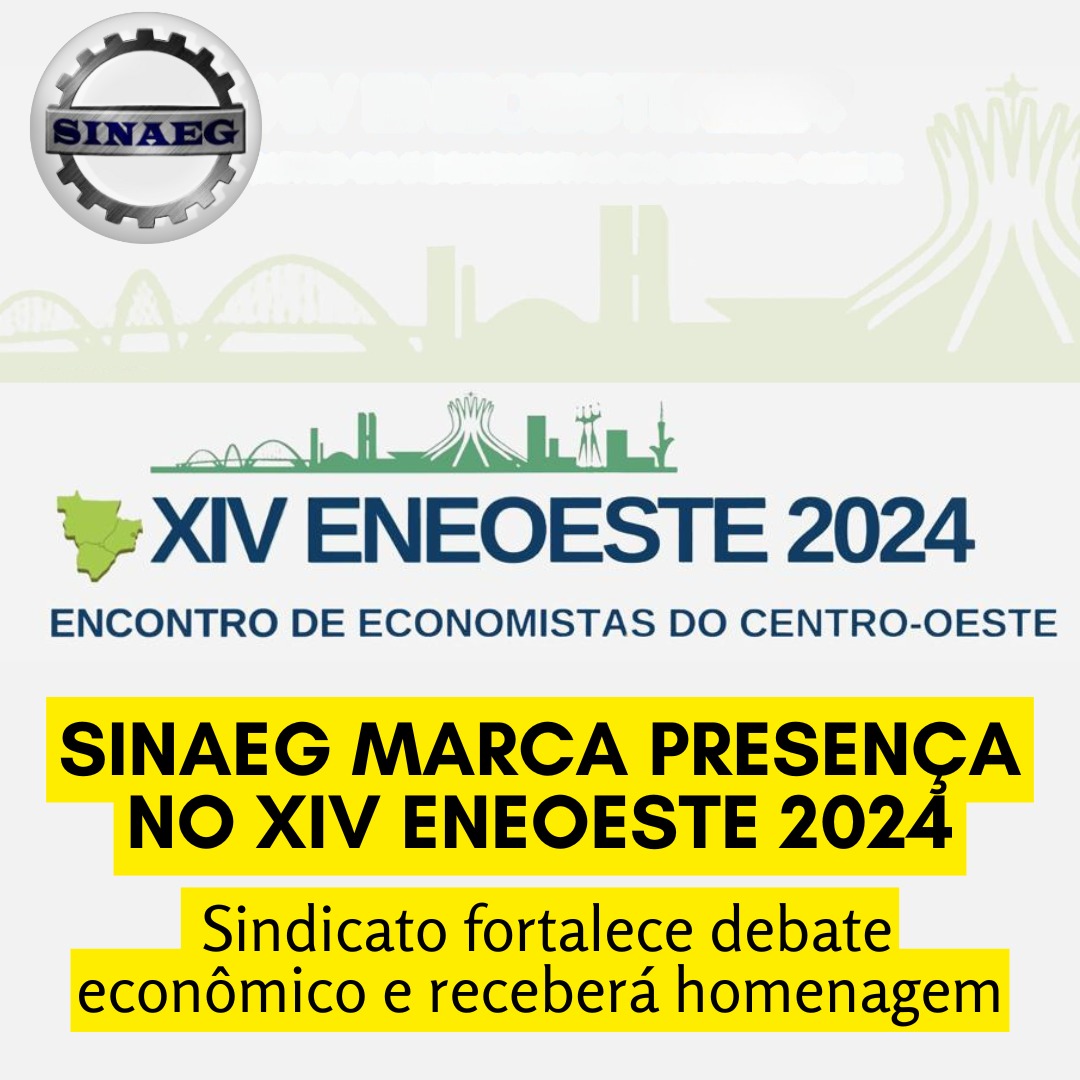 SINAEG
XIV ENEOESTE 2024
ENCONTRO DE ECONOMISTAS DO CENTRO-OESTE
SINAEG MARCA PRESENÇA
NO XIV ENEOESTE 2024
Sindicato fortalece debate
econômico e receberá homenagem